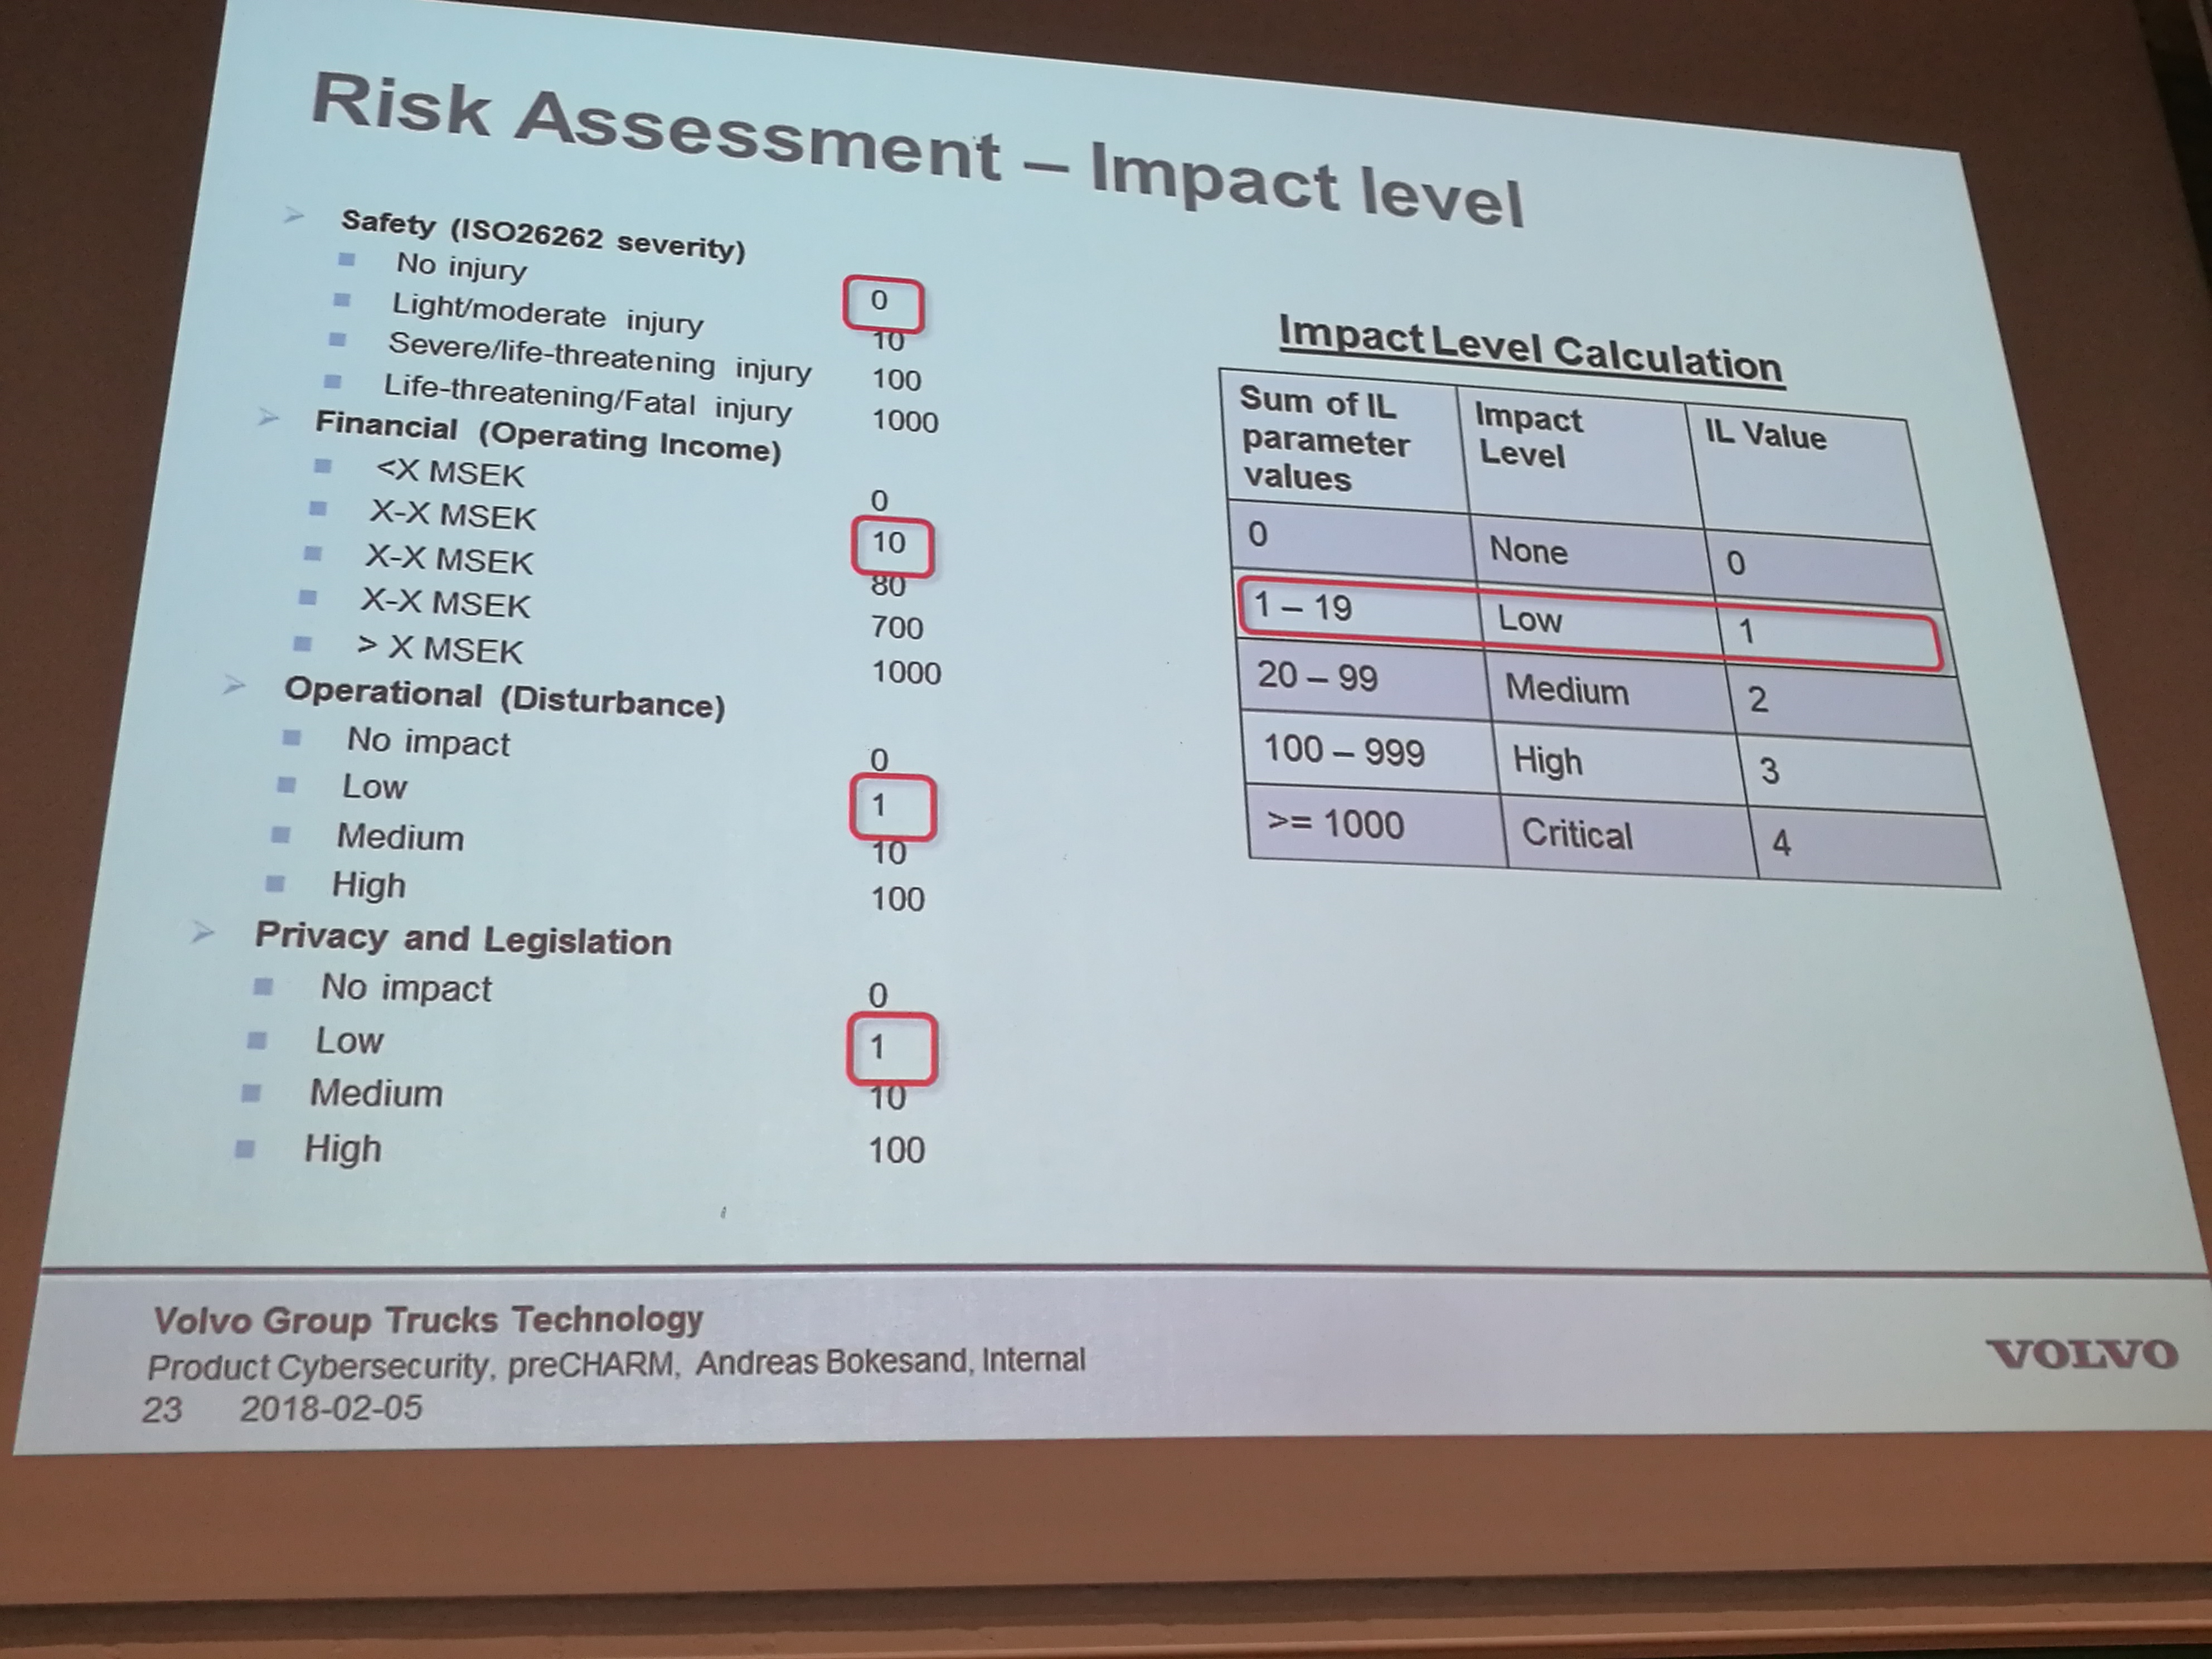 Risk Assessment – Impact level
Safety (ISO26262 severity)
No injury 0
Light/moderate injury 10
Severe/life-threatening injury 100
Life-threatening/Fatal injury 1000
Financial (Operating Income)
<X MSEK 0
X-X MSEK 10
X-X MSEK 80
X-X MSEK 700
> X MSEK 1000
Operational (Disturbance)
No impact 0
Low 1
Medium 10
High 100
Privacy and Legislation
No impact 0
Low 1
Medium 10
High 100
Impact Level Calculation
Sum of IL parameter values Impact Level IL Value
0 None 0
1 – 19 Low 1
20 – 99 Medium 2
100 – 999 High 3
>= 1000 Critical 4
Volvo Group Trucks Technology
Product Cybersecurity, preCHARM, Andreas Bokesand, Internal
23 2018-02-05
VOLVO